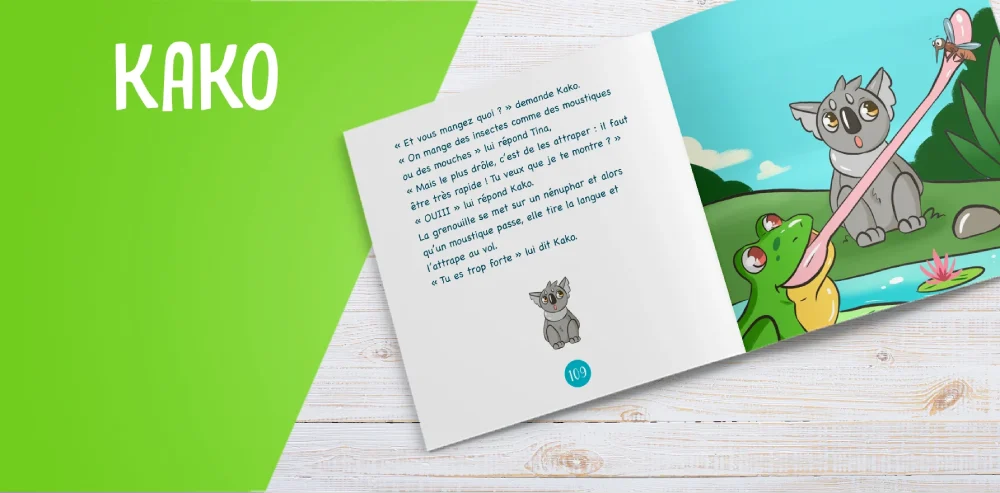 KAKO
« Et vous mangez quoi ? » demande Kako.
« On mange des insectes comme des moustiques
ou des mouches » lui répond Tina,
« Mais le plus drôle, c'est de les attraper : il faut
être très rapide ! Tu veux que je te montre ? »
« OUIII » lui répond Kako.
La grenouille se met sur un nénuphar et alors
qu'un moustique passe, elle tire la langue et
l'attrape au vol.
« Tu es trop forte » lui dit Kako.
109